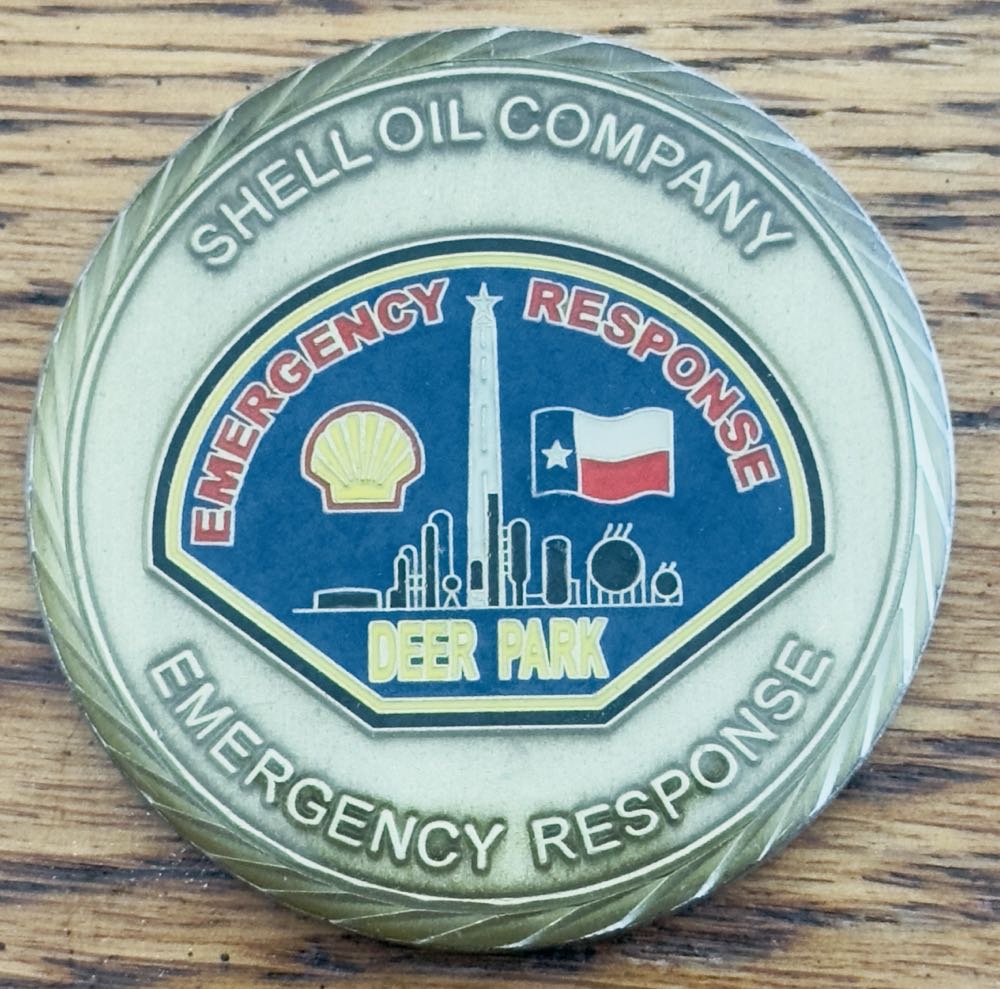 SHELL OIL COMPANY
EMERGENCY RESPONSE
DEER PARK
EMERGENCY RESPONSE